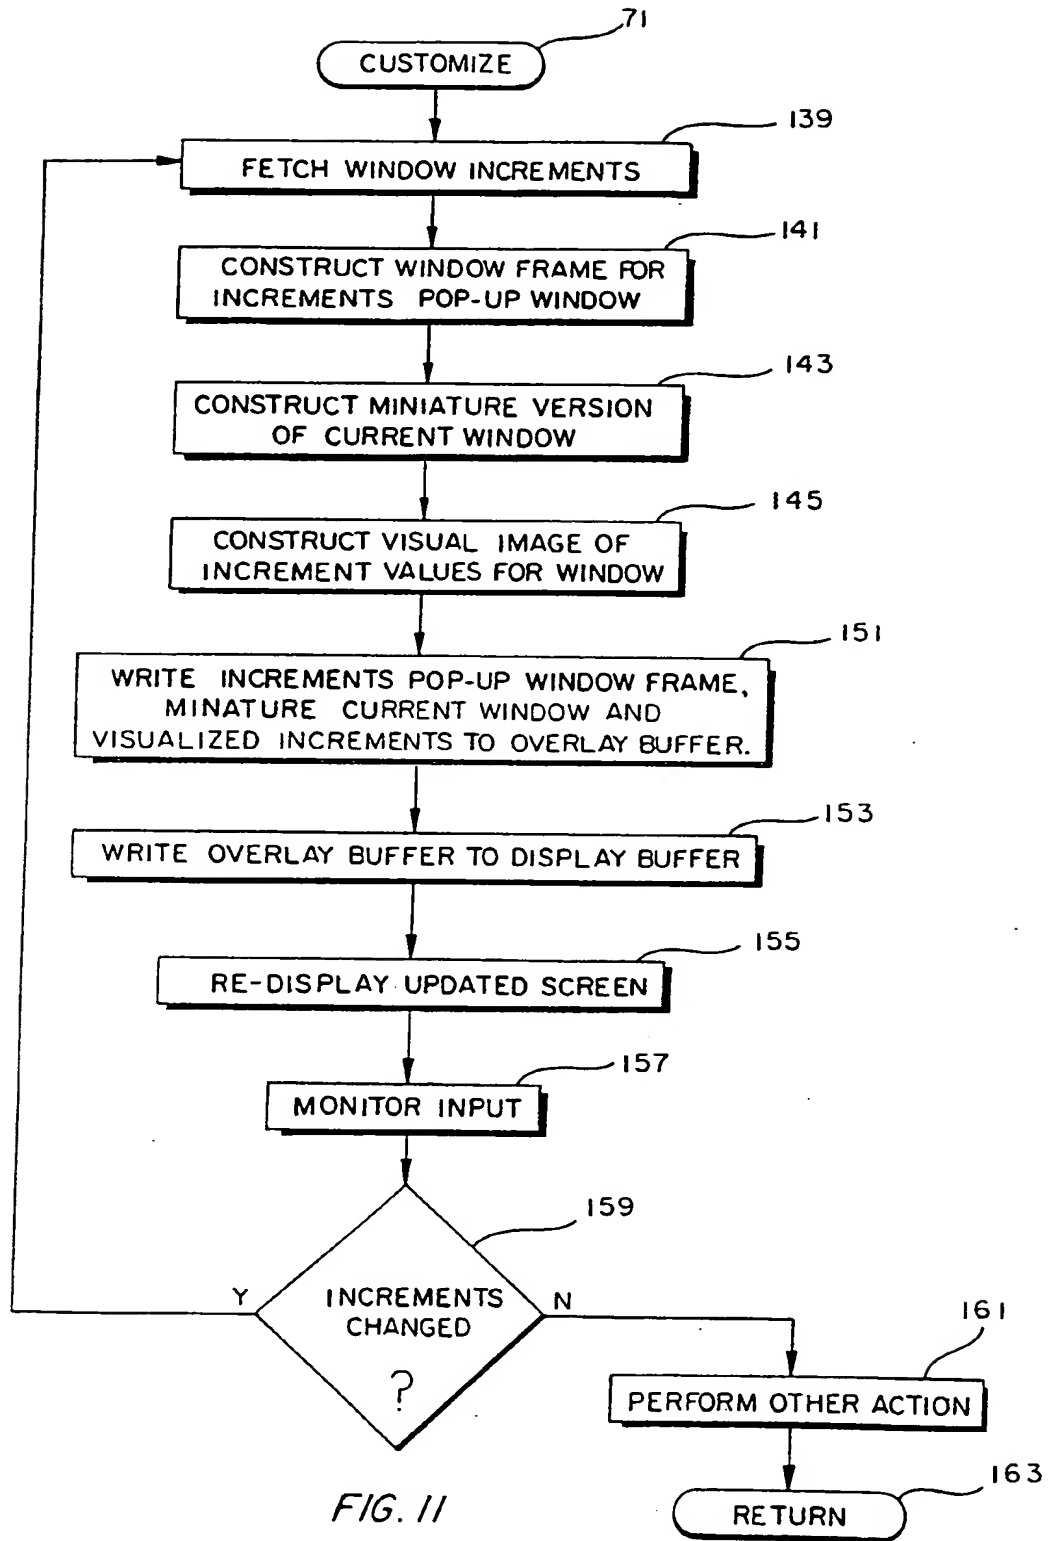 71
CUSTOMIZE
139
FETCH WINDOW INCREMENTS
141
CONSTRUCT WINDOW FRAME FOR
INCREMENTS POP-UP WINDOW
143
CONSTRUCT MINIATURE VERSION
OF CURRENT WINDOW
145
CONSTRUCT VISUAL IMAGE OF
INCREMENT VALUES FOR WINDOW
151
WRITE INCREMENTS POP-UP WINDOW FRAME,
MINATURE CURRENT WINDOW AND
VISUALIZED INCREMENTS TO OVERLAY BUFFER.
153
WRITE OVERLAY BUFFER TO DISPLAY BUFFER
155
RE-DISPLAY UPDATED SCREEN
157
MONITOR INPUT
159
Y
INCREMENTS
CHANGED
?
N
161
PERFORM OTHER ACTION
163
RETURN
FIG. 11